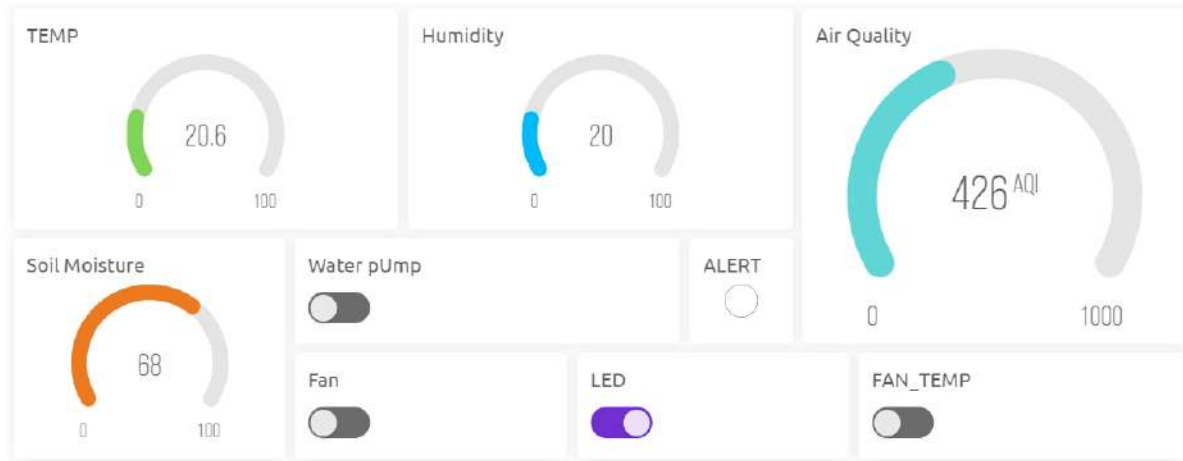 TEMP
20.6
0 100
Humidity
20
0 100
Air Quality
426 AQI
0 1000
Soil Moisture
68
0 100
Water pUmp
ALERT
Fan
LED
FAN_TEMP